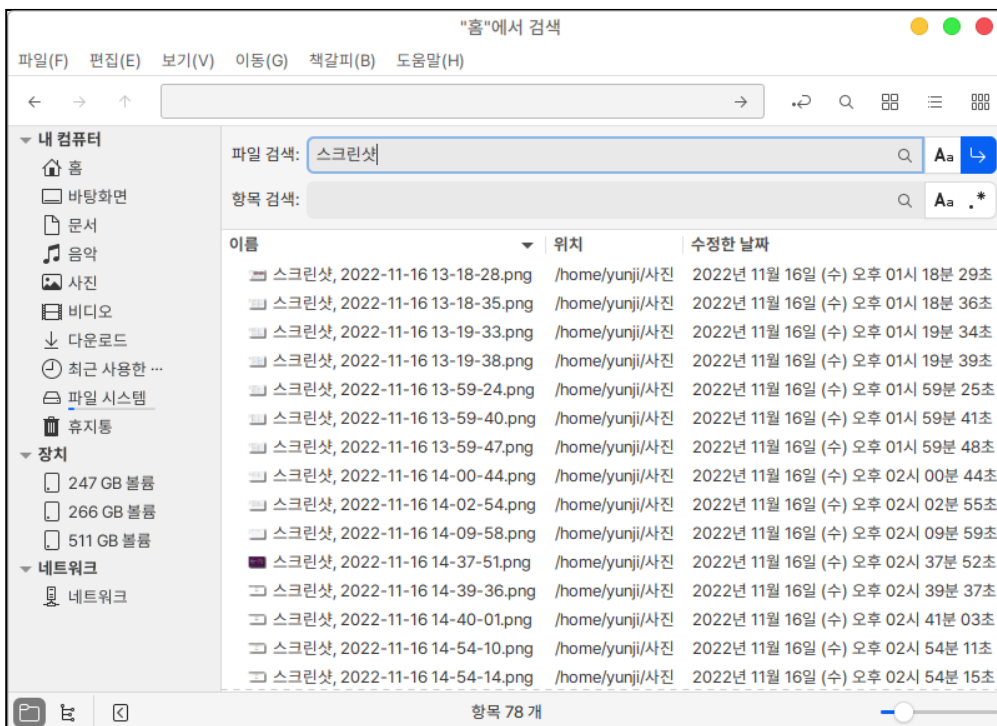 "홈"에서 검색
파일(F) 편집(E) 보기(V) 이동(G) 책갈피(B) 도움말(H)
내 컴퓨터
홈
바탕화면
문서
음악
사진
비디오
다운로드
최근 사용한 ⋯
파일 시스템
휴지통
장치
247 GB 볼륨
266 GB 볼륨
511 GB 볼륨
네트워크
네트워크
파일 검색: 스크린샷 Aa
항목 검색: Aa .*
이름 위치 수정한 날짜
스크린샷, 2022-11-16 13-18-28.png /home/yunji/사진 2022년 11월 16일 (수) 오후 01시 18분 29초
스크린샷, 2022-11-16 13-18-35.png /home/yunji/사진 2022년 11월 16일 (수) 오후 01시 18분 36초
스크린샷, 2022-11-16 13-19-33.png /home/yunji/사진 2022년 11월 16일 (수) 오후 01시 19분 34초
스크린샷, 2022-11-16 13-19-38.png /home/yunji/사진 2022년 11월 16일 (수) 오후 01시 19분 39초
스크린샷, 2022-11-16 13-59-24.png /home/yunji/사진 2022년 11월 16일 (수) 오후 01시 59분 25초
스크린샷, 2022-11-16 13-59-40.png /home/yunji/사진 2022년 11월 16일 (수) 오후 01시 59분 41초
스크린샷, 2022-11-16 13-59-47.png /home/yunji/사진 2022년 11월 16일 (수) 오후 01시 59분 48초
스크린샷, 2022-11-16 14-00-44.png /home/yunji/사진 2022년 11월 16일 (수) 오후 02시 00분 44초
스크린샷, 2022-11-16 14-02-54.png /home/yunji/사진 2022년 11월 16일 (수) 오후 02시 02분 55초
스크린샷, 2022-11-16 14-09-58.png /home/yunji/사진 2022년 11월 16일 (수) 오후 02시 09분 59초
스크린샷, 2022-11-16 14-37-51.png /home/yunji/사진 2022년 11월 16일 (수) 오후 02시 37분 52초
스크린샷, 2022-11-16 14-39-36.png /home/yunji/사진 2022년 11월 16일 (수) 오후 02시 39분 37초
스크린샷, 2022-11-16 14-40-01.png /home/yunji/사진 2022년 11월 16일 (수) 오후 02시 41분 03초
스크린샷, 2022-11-16 14-54-10.png /home/yunji/사진 2022년 11월 16일 (수) 오후 02시 54분 11초
스크린샷, 2022-11-16 14-54-14.png /home/yunji/사진 2022년 11월 16일 (수) 오후 02시 54분 15초
항목 78 개